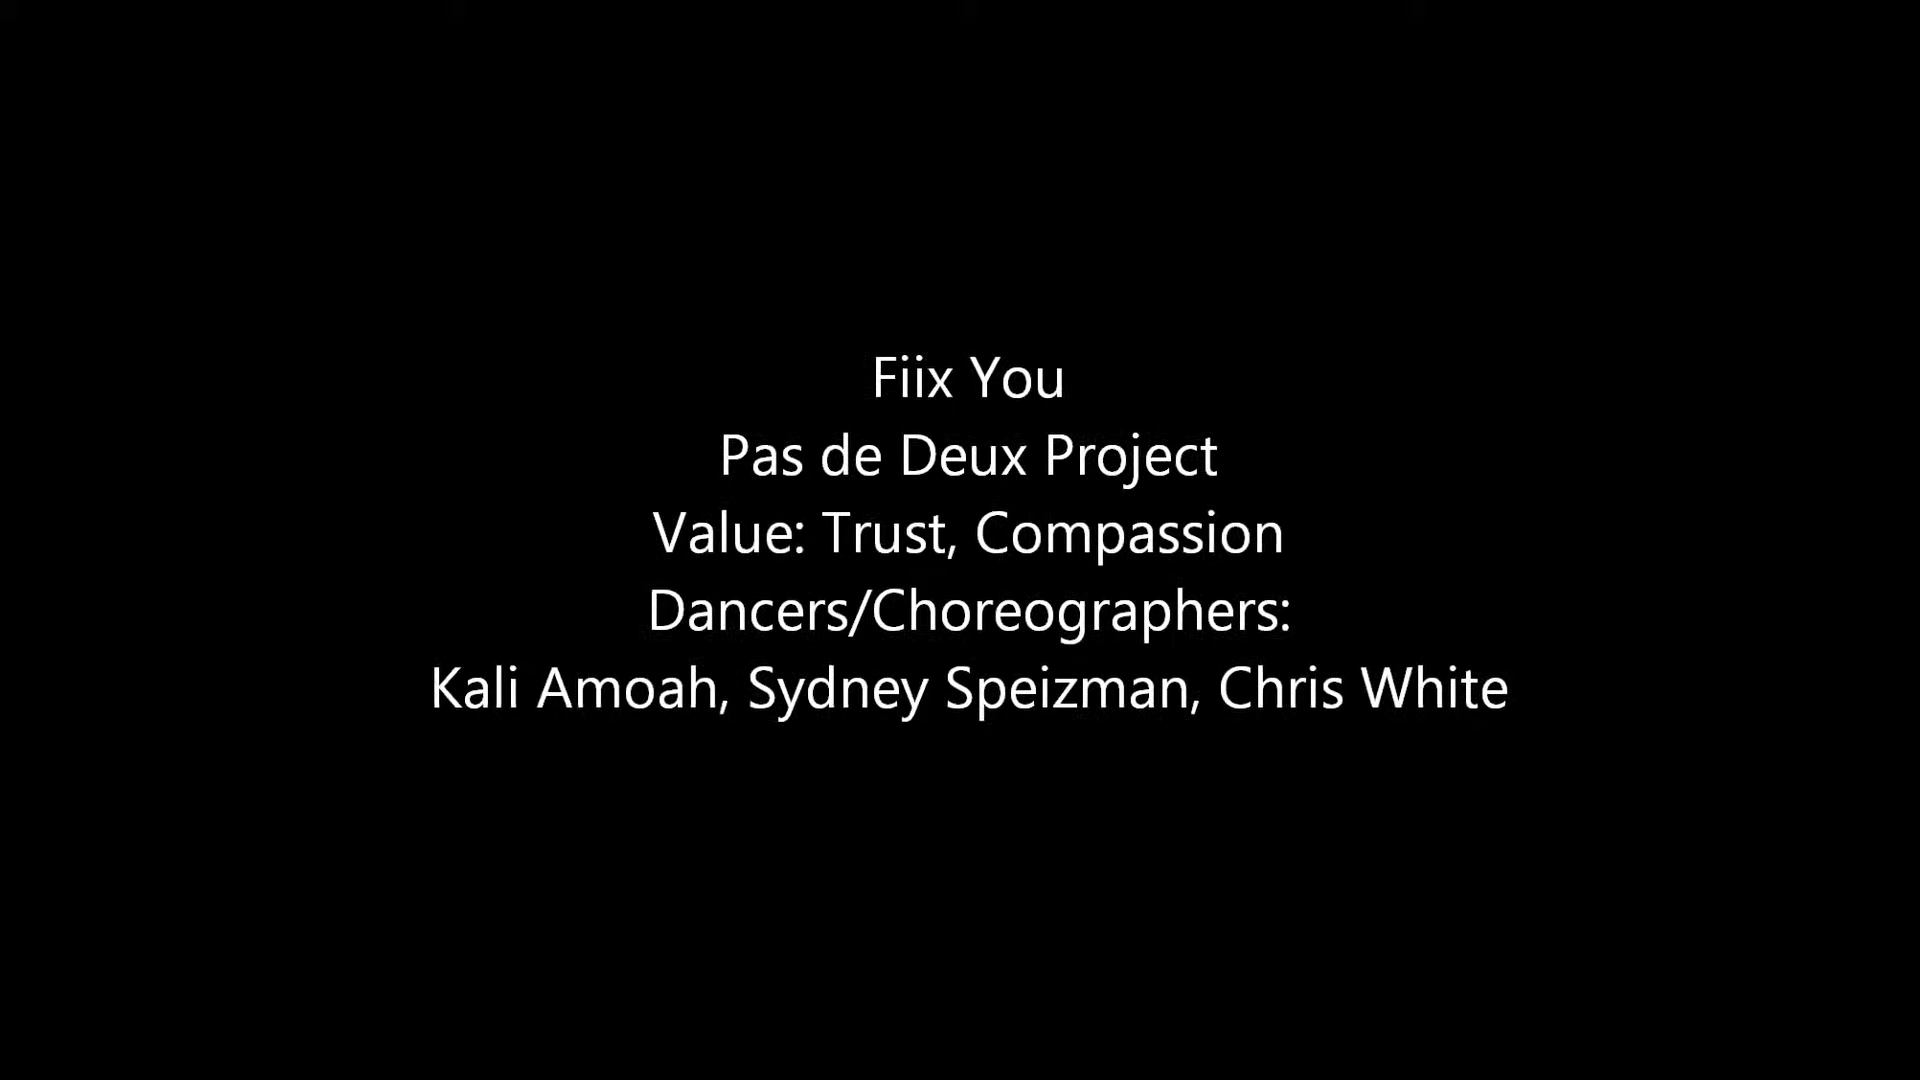 Fiix You
Pas de Deux Project
Value: Trust, Compassion
Dancers/Choreographers:
Kali Amoah, Sydney Speizman, Chris White